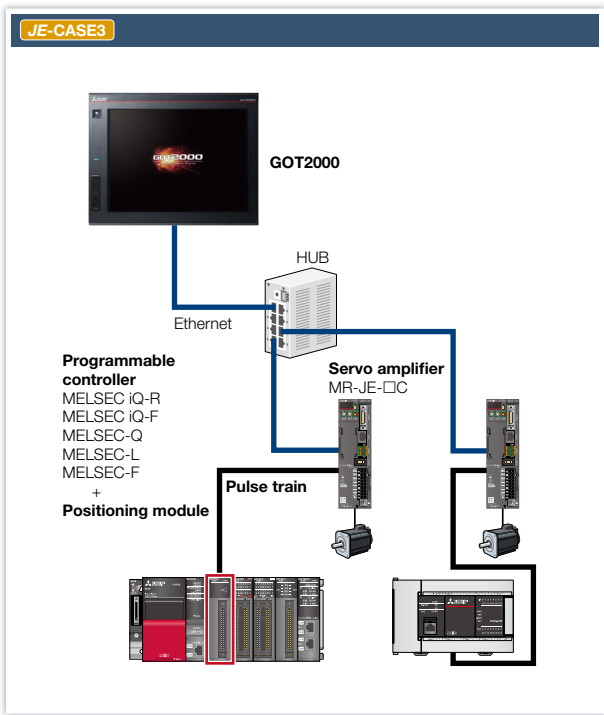 JE-CASE3
GOT2000
GOT2000
HUB
Ethernet
Programmable
controller
MELSEC iQ-R
MELSEC iQ-F
MELSEC-Q
MELSEC-L
MELSEC-F
+
Positioning module
Servo amplifier
MR-JE-□C
Pulse train